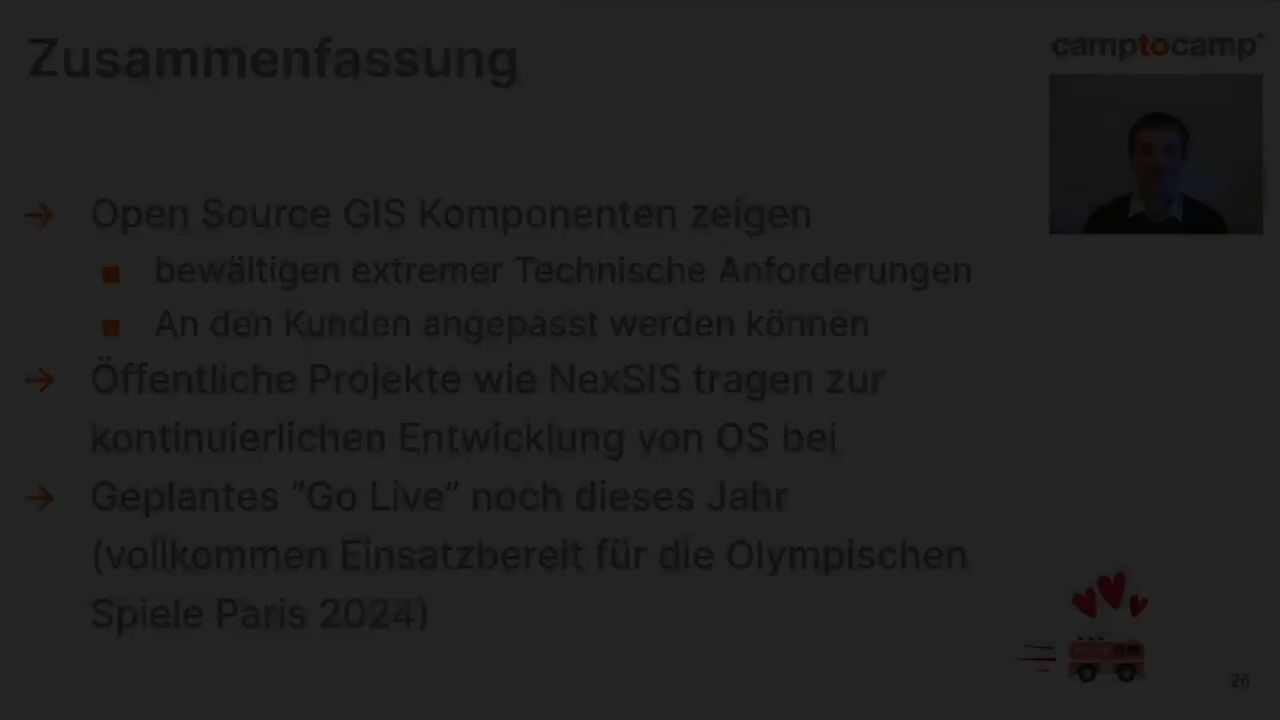 Zusammenfassung
camptocamp
→ Open Source GIS Komponenten zeigen
■ bewältigen extremer Technische Anforderungen
■ An den Kunden angepasst werden können
→ Öffentliche Projekte wie NexSIS tragen zur
kontinuierlichen Entwicklung von OS bei
→ Geplantes "Go Live" noch dieses Jahr
(vollkommen Einsatzbereit für die Olympischen
Spiele Paris 2024)
26